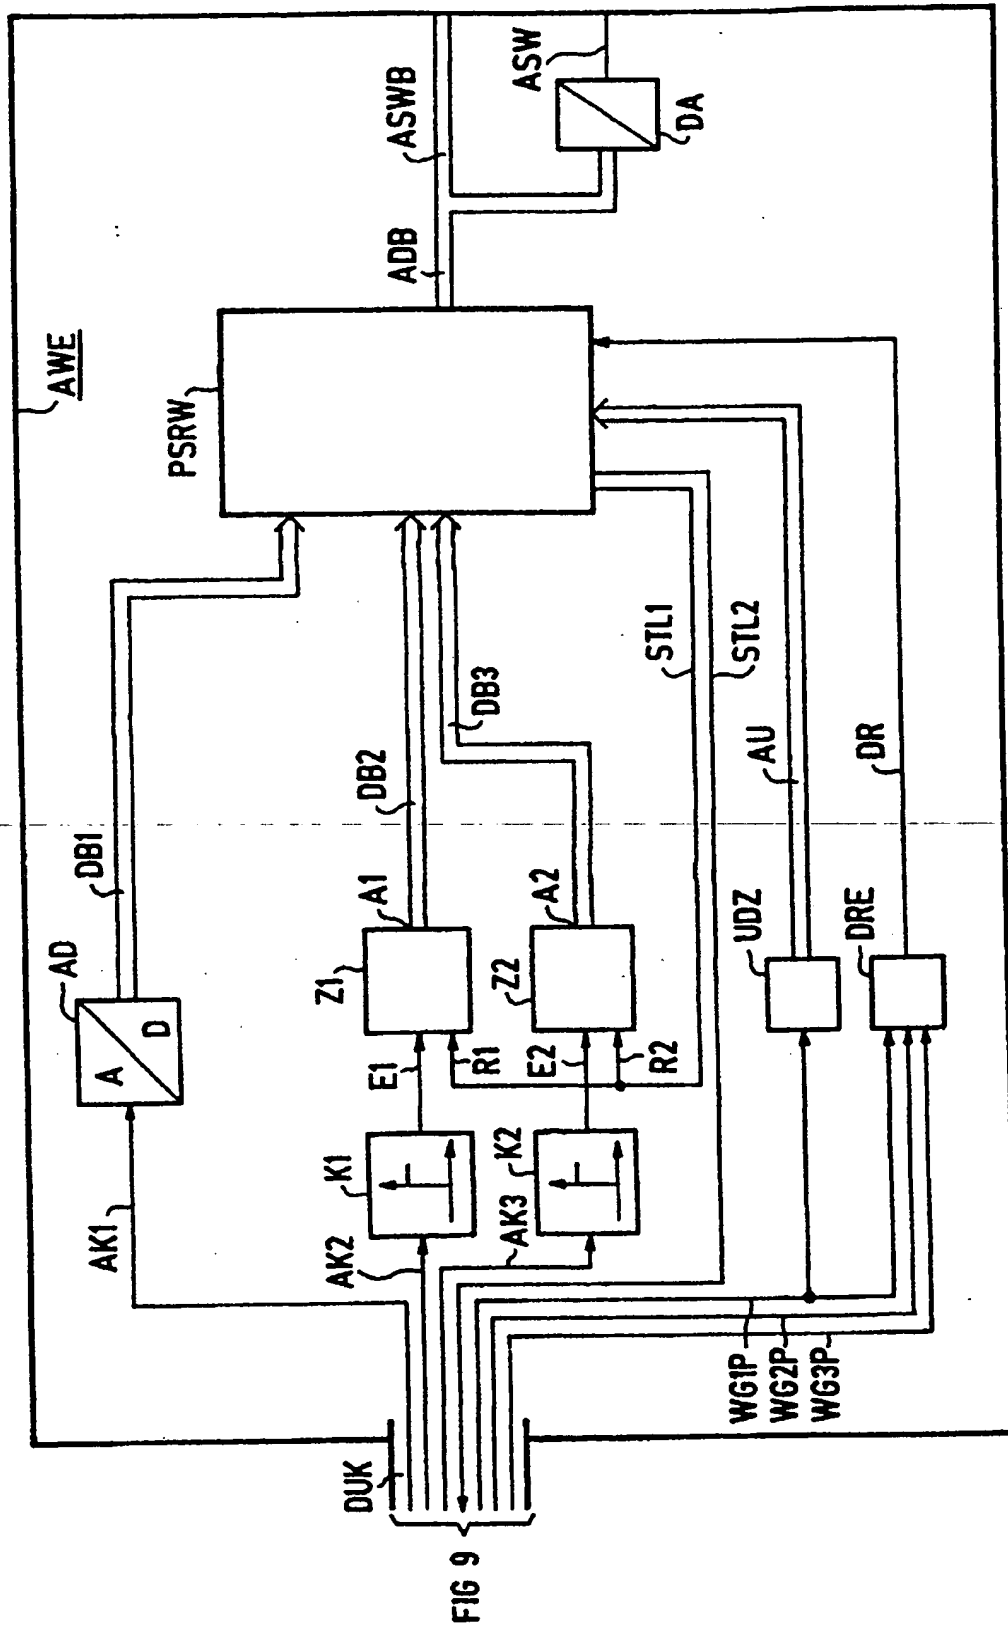 AWE
ASWB
ASW
DA
ADB
PSRW
DB1
AD
A
D
AK1
DB2
DB3
A1
A2
Z1
Z2
E1
R1
E2
R2
K1
K2
AK2
AK3
STL1
STL2
AU
DR
UDZ
DRE
WG1P
WG2P
WG3P
DUK
FIG 9